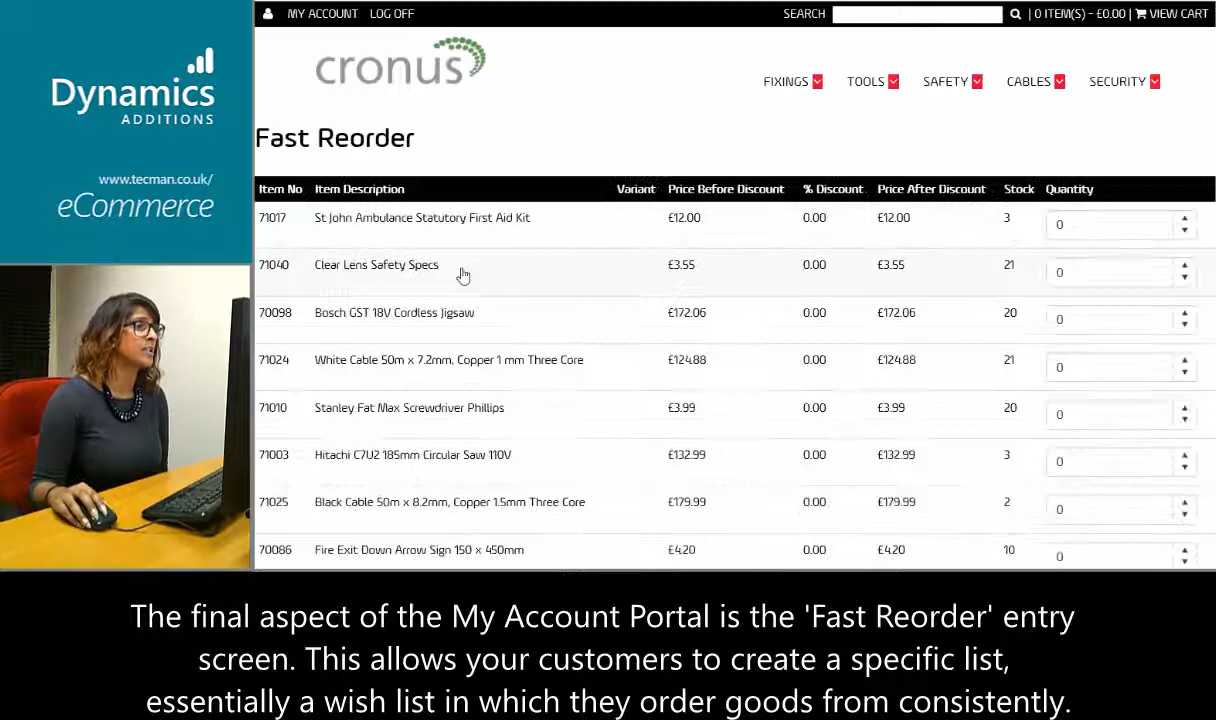 MY ACCOUNT LOG OFF SEARCH | 0 ITEM(S) - £0.00 | VIEW CART
Dynamics
ADDITIONS
www.tecman.co.uk/
eCommerce
cronus
FIXINGS TOOLS SAFETY CABLES SECURITY
Fast Reorder
Item No Item Description Variant Price Before Discount % Discount Price After Discount Stock Quantity
71017 St John Ambulance Statutory First Aid Kit £12.00 0.00 £12.00 3 0
71040 Clear Lens Safety Specs £3.55 0.00 £3.55 21 0
70098 Bosch GST 18V Cordless Jigsaw £172.06 0.00 £172.06 20 0
71024 White Cable 50m x 7.2mm, Copper 1 mm Three Core £124.88 0.00 £124.88 21 0
71010 Stanley Fat Max Screwdriver Phillips £3.99 0.00 £3.99 20 0
71003 Hitachi C7U2 185mm Circular Saw 110V £132.99 0.00 £132.99 3 0
71025 Black Cable 50m x 8.2mm, Copper 1.5mm Three Core £179.99 0.00 £179.99 2 0
70086 Fire Exit Down Arrow Sign 150 x 450mm £4.20 0.00 £4.20 10 0
The final aspect of the My Account Portal is the 'Fast Reorder' entry
screen. This allows your customers to create a specific list,
essentially a wish list in which they order goods from consistently.